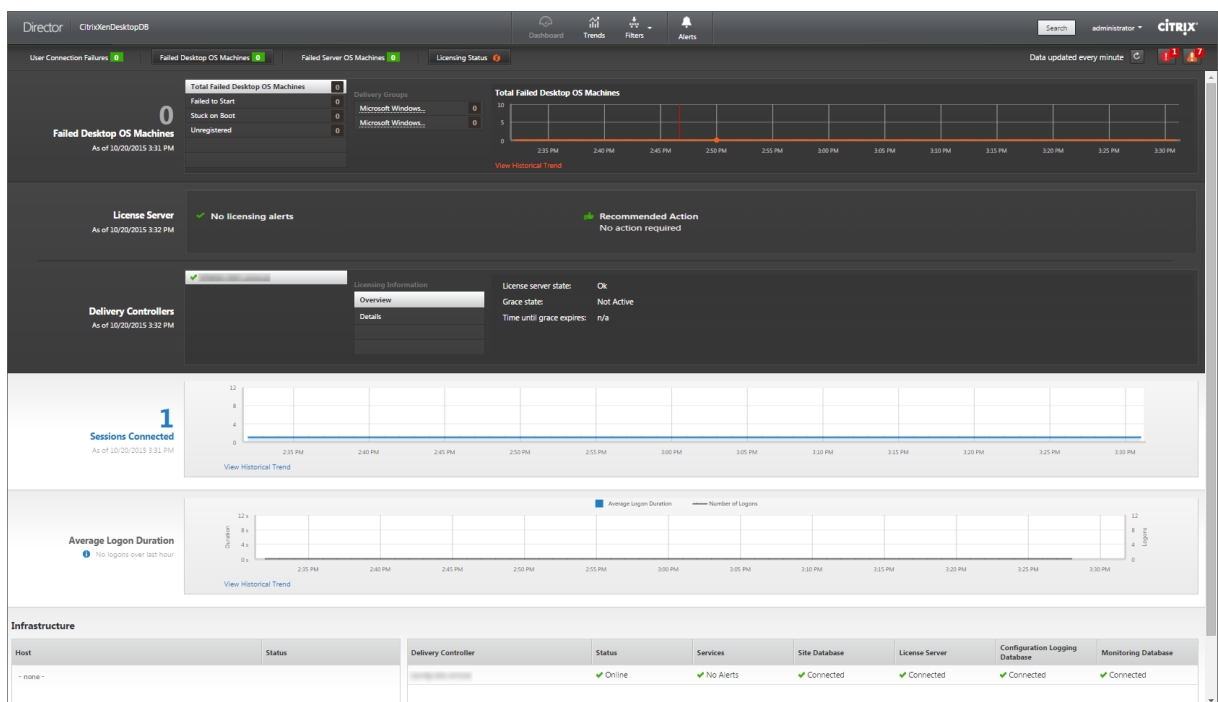 Director CitrixXenDesktopDB Dashboard Trends Filters Alerts Search administrator CITRIX
User Connection Failures 0 Failed Desktop OS Machines 0 Failed Server OS Machines 0 Licensing Status Data updated every minute 1 7
0
Failed Desktop OS Machines
As of 10/20/2015 3:31 PM
Total Failed Desktop OS Machines 0
Failed to Start 0
Stuck on Boot 0
Unregistered 0
Delivery Groups
Microsoft Windows... 0
Microsoft Windows... 0
Total Failed Desktop OS Machines
10
5
0
2:35 PM 2:40 PM 2:45 PM 2:50 PM 2:55 PM 3:00 PM 3:05 PM 3:10 PM 3:15 PM 3:20 PM 3:25 PM 3:30 PM
View Historical Trend
License Server
As of 10/20/2015 3:32 PM
No licensing alerts
Recommended Action
No action required
Delivery Controllers
As of 10/20/2015 3:32 PM
Licensing Information
Overview
Details
License server state: Ok
Grace state: Not Active
Time until grace expires: n/a
1
Sessions Connected
As of 10/20/2015 3:31 PM
12
8
4
0
2:35 PM 2:40 PM 2:45 PM 2:50 PM 2:55 PM 3:00 PM 3:05 PM 3:10 PM 3:15 PM 3:20 PM 3:25 PM 3:30 PM
View Historical Trend
Average Logon Duration
No logons over last hour
Average Logon Duration Number of Logons
Duration
12 s
8 s
4 s
0 s
12
8
4
0
Logons
2:35 PM 2:40 PM 2:45 PM 2:50 PM 2:55 PM 3:00 PM 3:05 PM 3:10 PM 3:15 PM 3:20 PM 3:25 PM 3:30 PM
View Historical Trend
Infrastructure
Host Status
- none -
Delivery Controller Status Services Site Database License Server Configuration Logging Database Monitoring Database
Online No Alerts Connected Connected Connected Connected